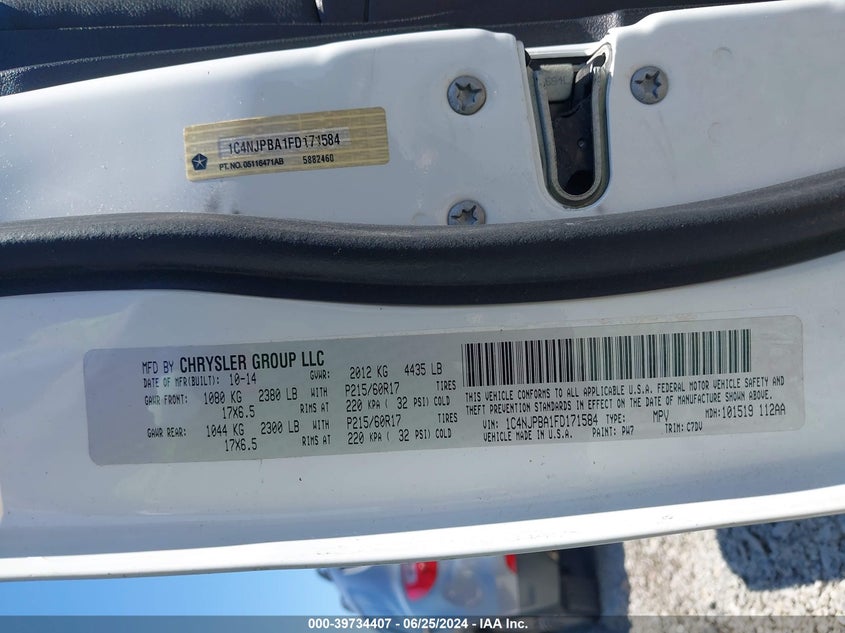 S94L
1C4NJPBA1FD171584
PT. NO. 05116471AB 5882460
MFD BY CHRYSLER GROUP LLC
DATE OF MFR(BUILT): 10-14 GVWR: 2012 KG 4435 LB
GAWR FRONT: 1080 KG 2380 LB WITH P215/60R17 TIRES
17X6.5 RIMS AT 220 KPA ( 32 PSI) COLD
GAWR REAR: 1044 KG 2300 LB WITH P215/60R17 TIRES
17X6.5 RIMS AT 220 KPA ( 32 PSI) COLD
THIS VEHICLE CONFORMS TO ALL APPLICABLE U.S.A. FEDERAL MOTOR VEHICLE SAFETY AND
THEFT PREVENTION STANDARDS IN EFFECT ON THE DATE OF MANUFACTURE SHOWN ABOVE.
VIN: 1C4NJPBA1FD171584 TYPE: MPV MDH: 101519 112AA
VEHICLE MADE IN U.S.A. PAINT: PW7 TRIM: C7DV
000-39734407 - 06/25/2024 - IAA Inc.